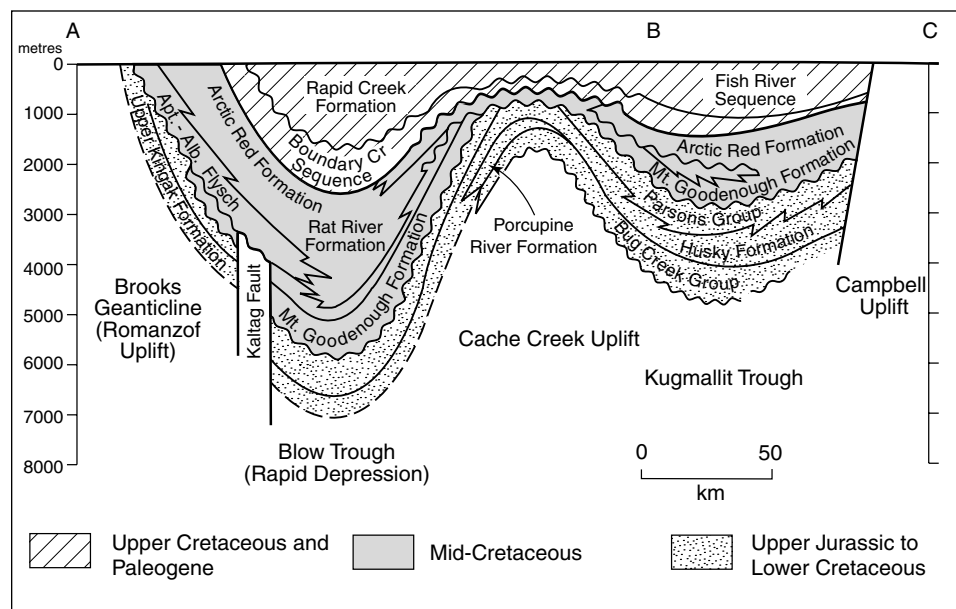 A
B
C
metres
0
1000
2000
3000
4000
5000
6000
7000
8000
Rapid Creek
Formation
Fish River
Sequence
Boundary Cr
Sequence
Arctic Red Formation
Apt. - Alb. Flysch
Upper Kingak Formation
Rat River
Formation
Mt. Goodenough Formation
Arctic Red Formation
Mt. Goodenough Formation
Parsons Group
Husky Formation
Bug Creek Group
Porcupine
River Formation
Kaltag Fault
Brooks
Geanticline
(Romanzof
Uplift)
Cache Creek Uplift
Campbell
Uplift
Kugmallit Trough
Blow Trough
(Rapid Depression)
0 50
km
Upper Cretaceous and
Paleogene
Mid-Cretaceous
Upper Jurassic to
Lower Cretaceous